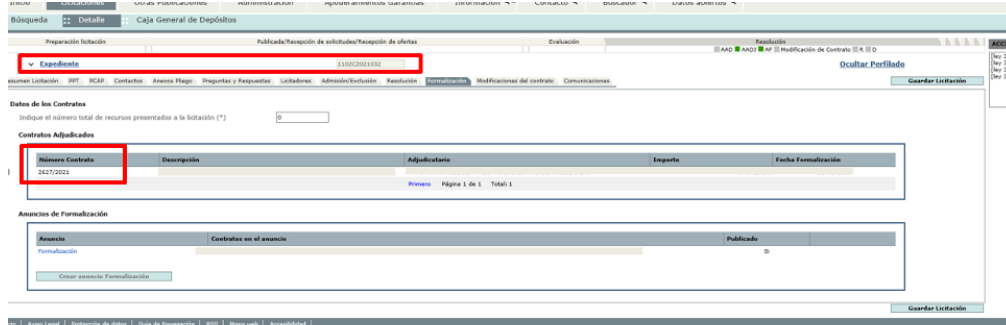 Inicio Licitaciones Otras Publicaciones Administración Apoderamientos Garantías Información Contacto Buscador Datos abiertos
Búsqueda Detalle Caja General de Depósitos
Preparación licitación Publicada/Recepción de solicitudes/Recepción de ofertas Evaluación Resolución
AAD AADJ AF Modificación de Contrato R D
Expediente 1102C2021032 Ocultar Perfilado
Resumen Licitación PPT PCAP Contactos Anexos Pliego Preguntas y Respuestas Licitadores Admisión/Exclusión Resolución Formalización Modificaciones del contrato Comunicaciones Guardar Licitación
Datos de los Contratos
Indique el número total de recursos presentados a la licitación (*) 0
Contratos Adjudicados
Número Contrato Descripción Adjudicatario Importe Fecha Formalización
2627/2021
Primero Página 1 de 1 Total: 1
Anuncios de Formalización
Anuncio Contratos en el anuncio Publicado
Formalización
Crear anuncio Formalización
Guardar Licitación
Aviso Legal Protección de datos Guía de Navegación RSS Mapa web Accesibilidad